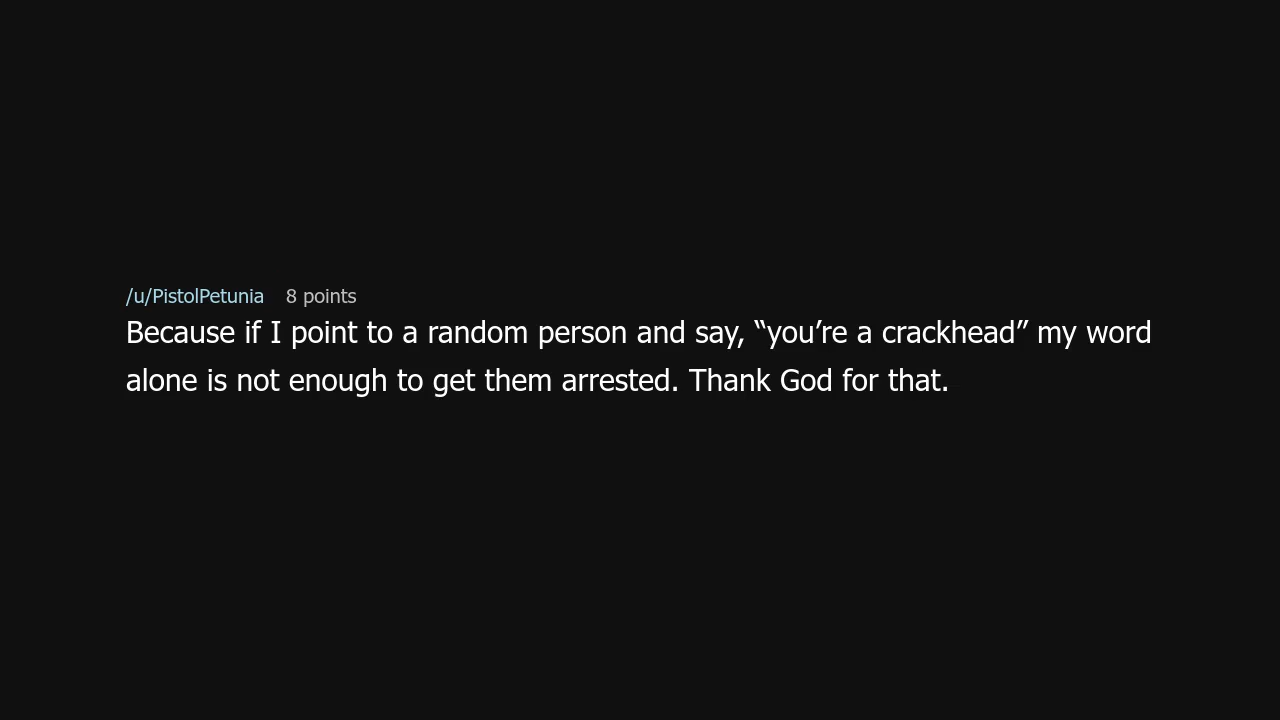 /u/PistolPetunia 8 points
Because if I point to a random person and say, “you’re a crackhead” my word
alone is not enough to get them arrested. Thank God for that.